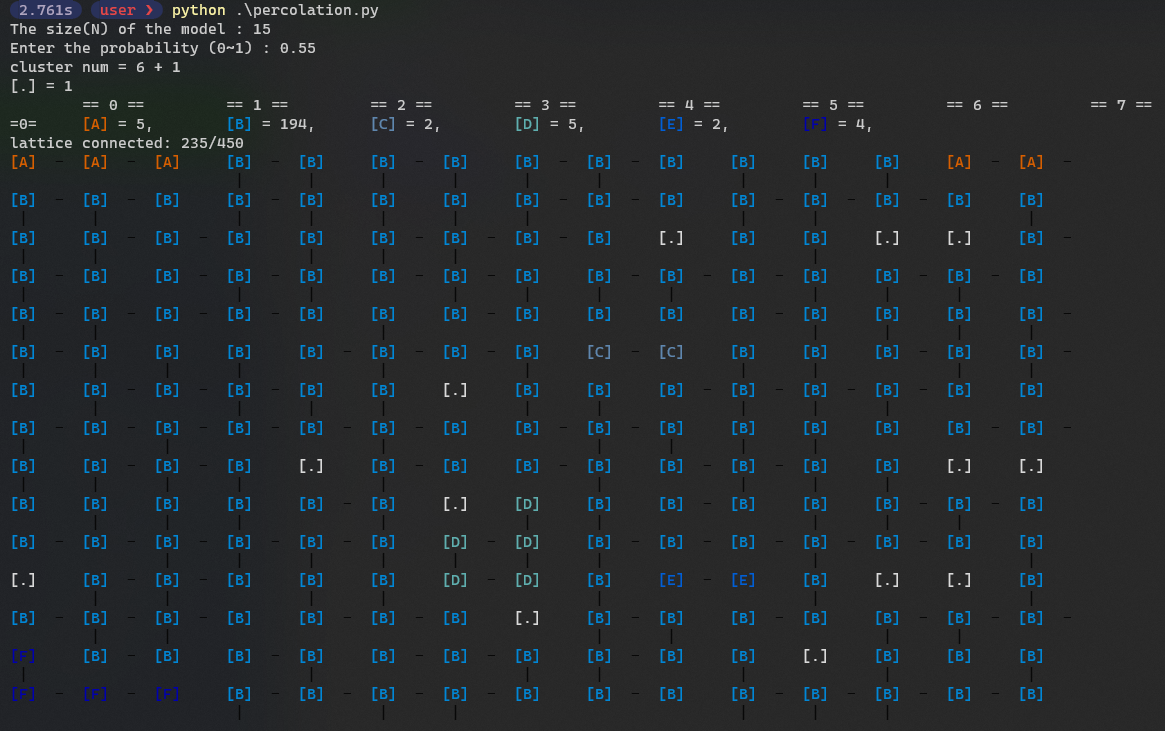 2.761s user ❯ python .\percolation.py
The size(N) of the model : 15
Enter the probability (0~1) : 0.55
cluster num = 6 + 1
[.] = 1
== 0 == == 1 == == 2 == == 3 == == 4 == == 5 == == 6 == == 7 ==
=0= [A] = 5, [B] = 194, [C] = 2, [D] = 5, [E] = 2, [F] = 4,
lattice connected: 235/450
[A] - [A] - [A] [B] - [B] [B] - [B] [B] - [B] - [B] [B] - [B] [B] [A] - [A] -
[B] - [B] - [B] [B] - [B] [B] - [B] [B] - [B] - [B] [B] - [B] - [B] - [B] [B]
[B] [B] - [B] - [B] [B] [B] - [B] - [B] - [B] [.] [B] [B] [.] [.] [B] -
[B] - [B] - [B] [B] - [B] [B] - [B] [B] [B] - [B] - [B] - [B] [B] - [B] - [B]
[B] - [B] - [B] [B] - [B] [B] - [B] [B] [B] [B] [B] [B] [B] - [B] [B] -
[B] [B] [B] [B] [B] - [B] - [B] - [B] [C] - [C] [B] [B] [B] - [B] [B] -
[B] [B] - [B] - [B] - [B] [B] [.] [B] [B] [B] - [B] - [B] - [B] - [B] - [B]
[B] - [B] - [B] - [B] - [B] - [B] - [B] [B] - [B] - [B] - [B] [B] [B] - [B] - [B] -
[B] [B] - [B] - [B] [.] [B] - [B] [B] - [B] [B] - [B] - [B] [B] [.] [.]
[B] [B] - [B] - [B] [B] - [B] [.] [D] [B] [B] - [B] - [B] - [B] - [B] [B]
[B] - [B] [B] - [B] - [B] - [B] [D] [D] [B] - [B] - [B] - [B] - [B] - [B] [B]
[.] [B] - [B] - [B] [B] [B] [D] - [D] [B] [E] - [E] [B] [.] [.] [B]
[B] - [B] - [B] [B] [B] - [B] - [B] [.] [B] - [B] [B] - [B] - [B] - [B] [B] -
[F] [B] - [B] [B] - [B] [B] - [B] - [B] [B] - [B] [B] [.] [B] [B] [B]
[F] - [F] - [F] [B] - [B] [B] - [B] [B] [B] - [B] [B] - [B] - [B] - [B] - [B]